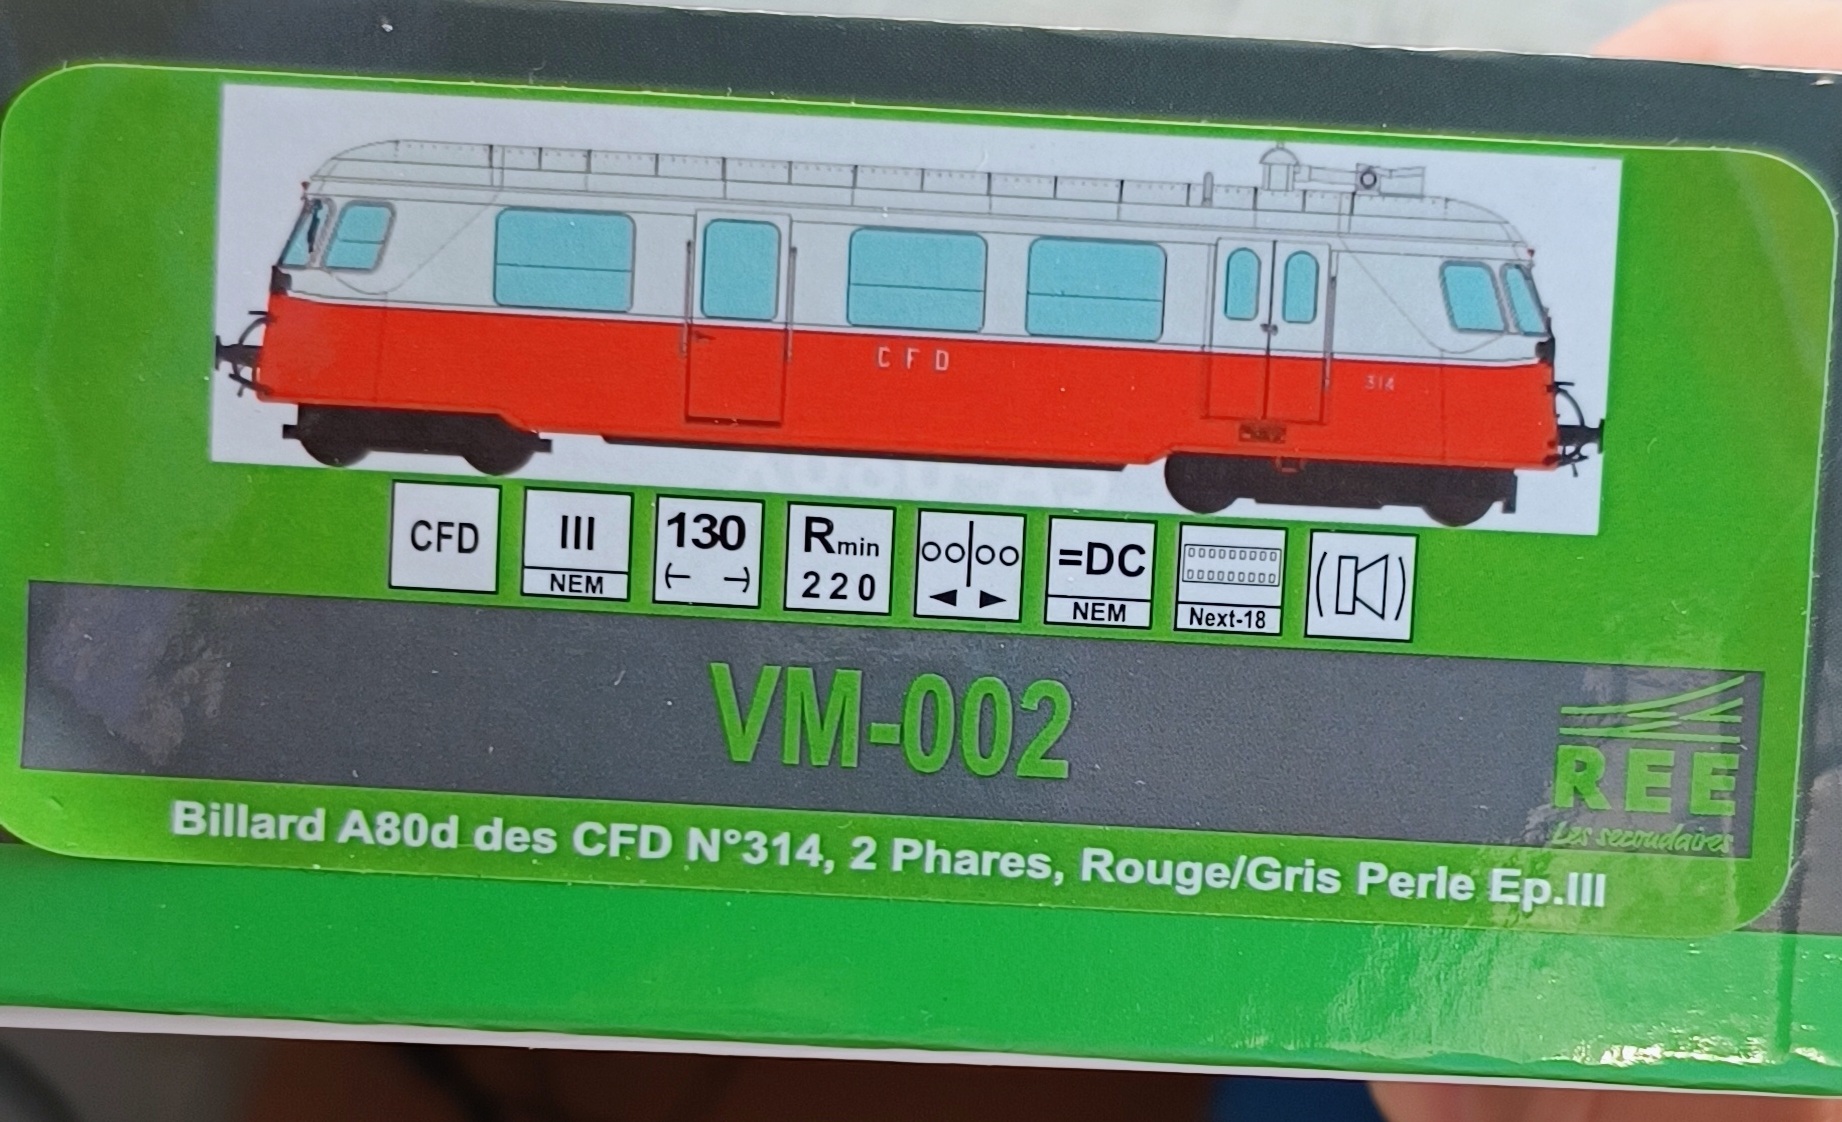 C F D
314
CFD
III
NEM
130
Rmin
220
=DC
NEM
Next-18
VM-002
REE
Les secondaires
Billard A80d des CFD N°314, 2 Phares, Rouge/Gris Perle Ep.III